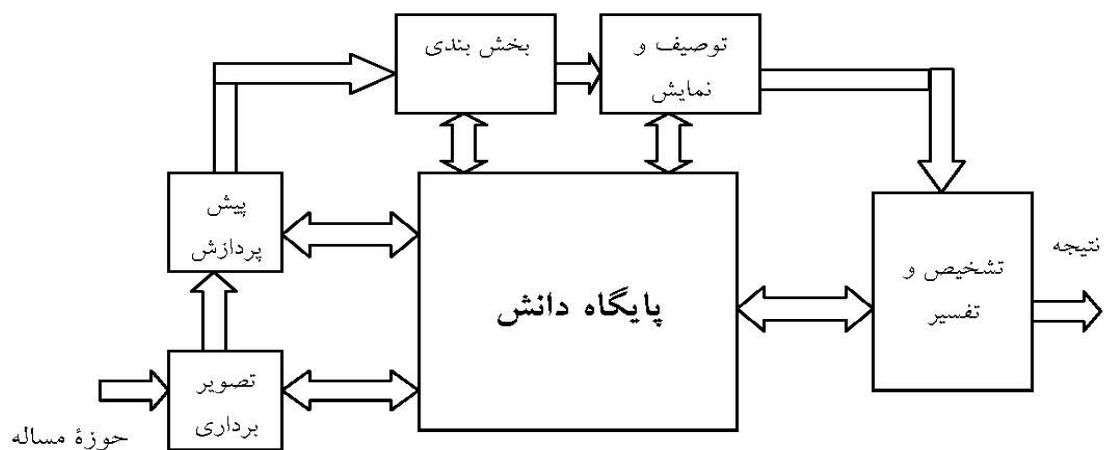 بخش بندی
توصیف و
نمایش
پیش
پردازش
پایگاه دانش
تشخیص و
تفسیر
نتیجه
تصویر
برداری
حوزهٔ مساله